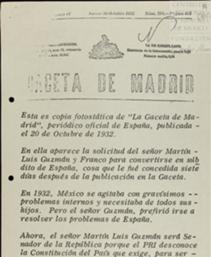 GACETA DE MADRID
Esta es copia fotostática de "La Gaceta de Ma-
drid", periódico oficial de España, publicada
el 20 de Octubre de 1932.
En ella aparece la solicitud del señor Martín
Luis Guzmán y Franco para convertirse en súb
dito de España, cosa que le fué concedida siete
días después de la publicación en la Gaceta.
En 1932, México se agitaba con gravísimos
problemas internos y necesitaba de todos sus
hijos. Pero el señor Guzmán, prefirió irse a
resolver los problemas de España.
Ahora, el señor Martín Luis Guzmán será Se-
nador de la República porque el PRI desconoce
la Constitución del País que exige, para ser